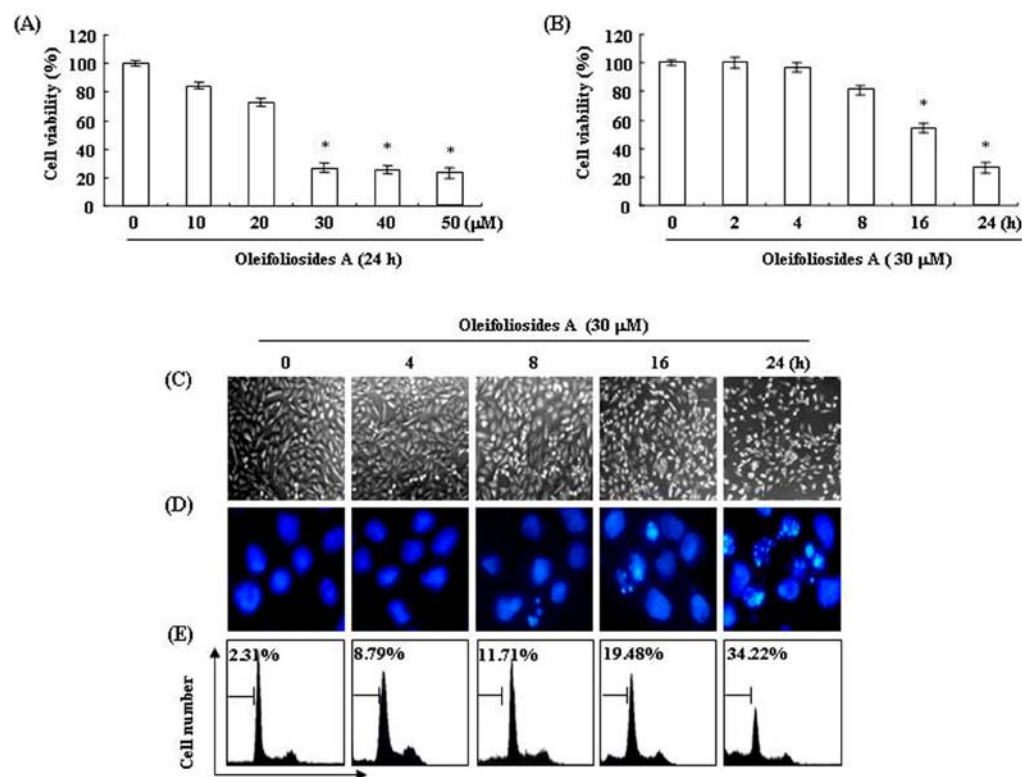 (A)
Cell viability (%)
120
100
80
60
40
20
0
* * *
0 10 20 30 40 50 (μM)
Oleifoliosides A (24 h)
(B)
Cell viability (%)
120
100
80
60
40
20
0
* *
0 2 4 8 16 24 (h)
Oleifoliosides A ( 30 μM)
Oleifoliosides A (30 μM)
0 4 8 16 24 (h)
(C)
(D)
(E)
2.31% 8.79% 11.71% 19.48% 34.22%
Cell number